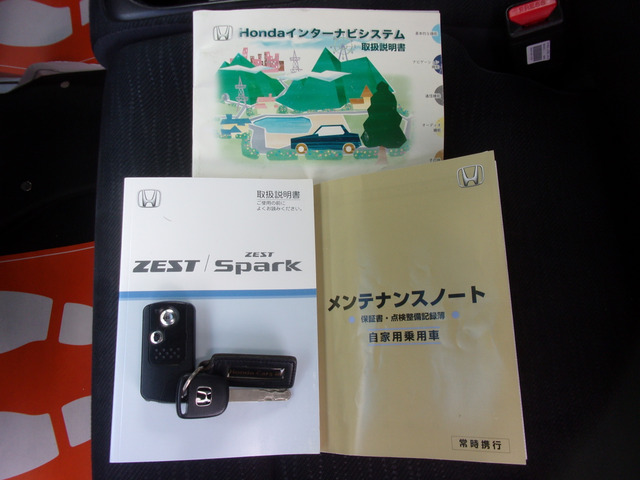 Hondaインターナビシステム
取扱説明書
取扱説明書
ご使用の前に
よくお読みください。
ZEST / ZEST Spark
メンテナンスノート
保証書・点検整備記録簿
自家用乗用車
常時携行